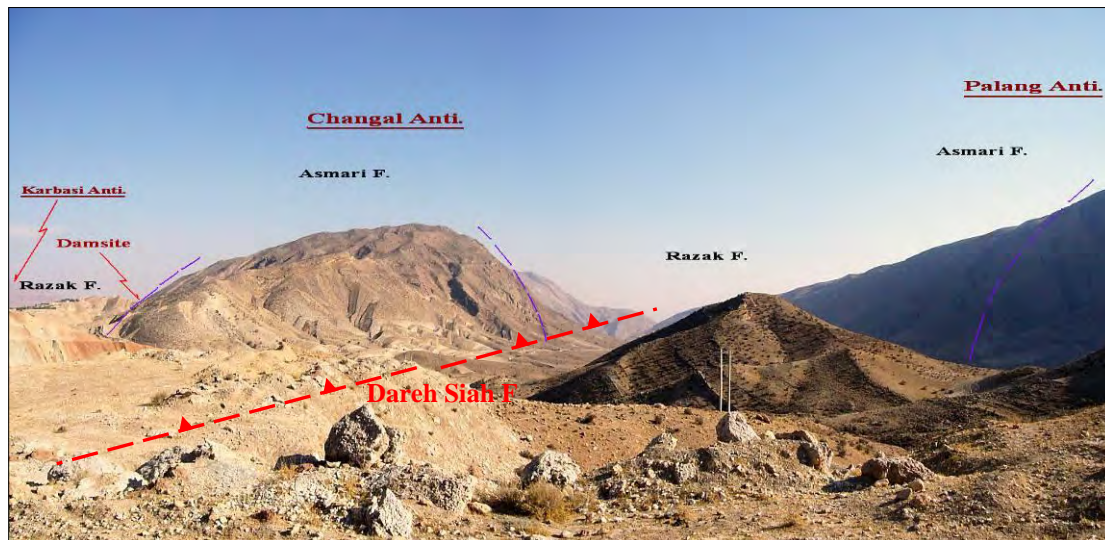 Palang Anti.
Changal Anti.
Asmari F.
Asmari F.
Karbasi Anti.
Damsite
Razak F.
Razak F.
Dareh Siah F